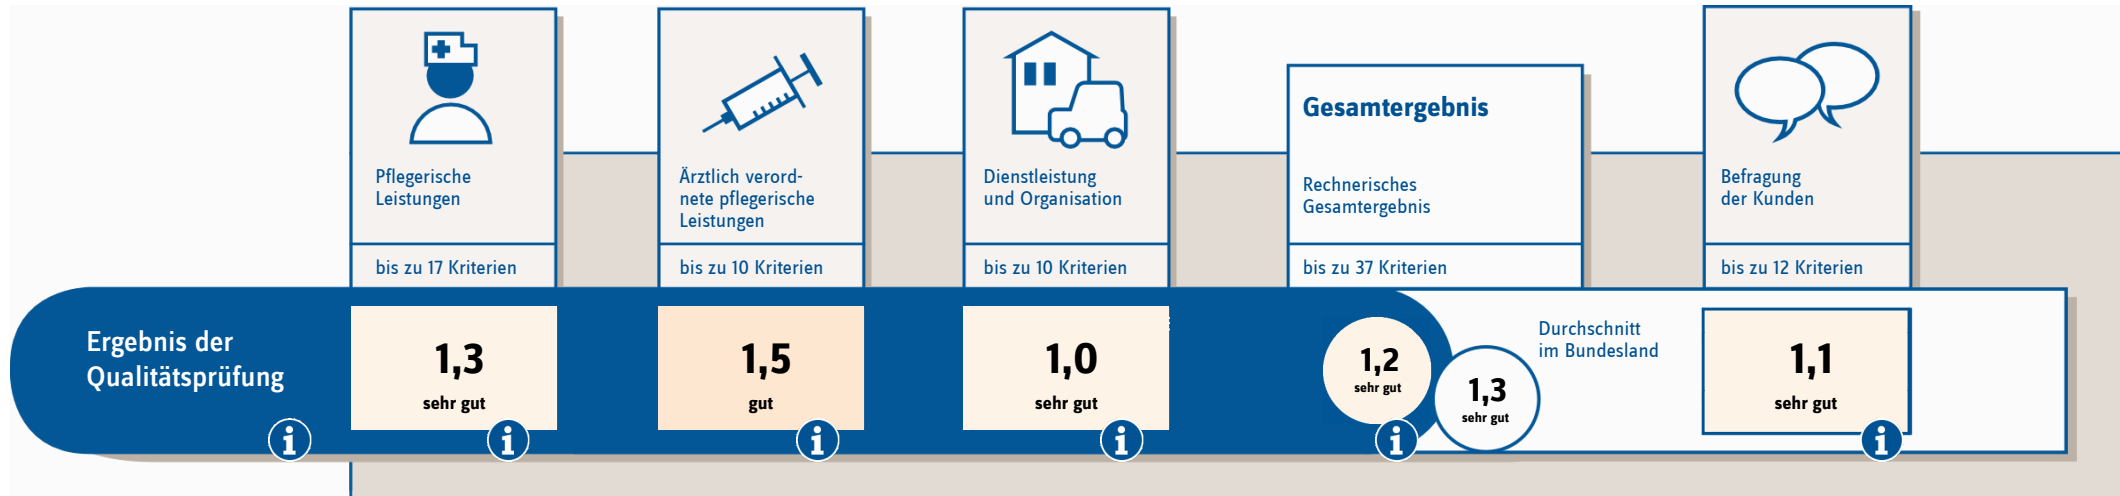 Pflegerische
Leistungen
bis zu 17 Kriterien
Ärztlich verord-
nete pflegerische
Leistungen
bis zu 10 Kriterien
Dienstleistung
und Organisation
bis zu 10 Kriterien
Gesamtergebnis
Rechnerisches
Gesamtergebnis
bis zu 37 Kriterien
Befragung
der Kunden
bis zu 12 Kriterien
Ergebnis der
Qualitätsprüfung
i
1,3
sehr gut
i
1,5
gut
i
1,0
sehr gut
i
1,2
sehr gut
i
1,3
sehr gut
Durchschnitt
im Bundesland
1,1
sehr gut
i